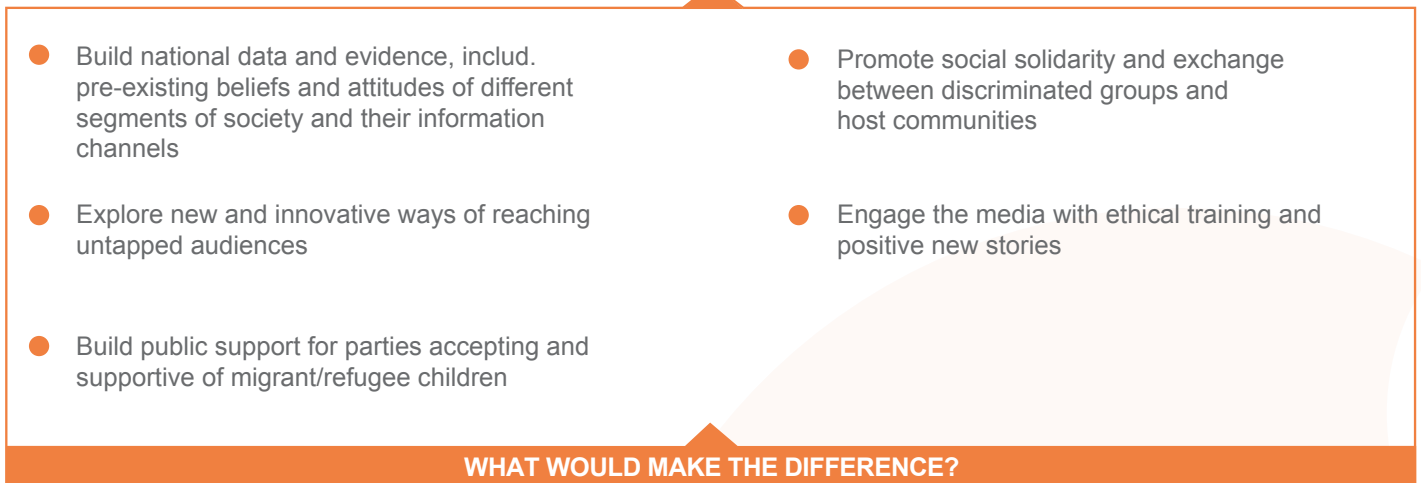 Build national data and evidence, includ.
pre-existing beliefs and attitudes of different
segments of society and their information
channels
Explore new and innovative ways of reaching
untapped audiences
Build public support for parties accepting and
supportive of migrant/refugee children
Promote social solidarity and exchange
between discriminated groups and
host communities
Engage the media with ethical training and
positive new stories
WHAT WOULD MAKE THE DIFFERENCE?